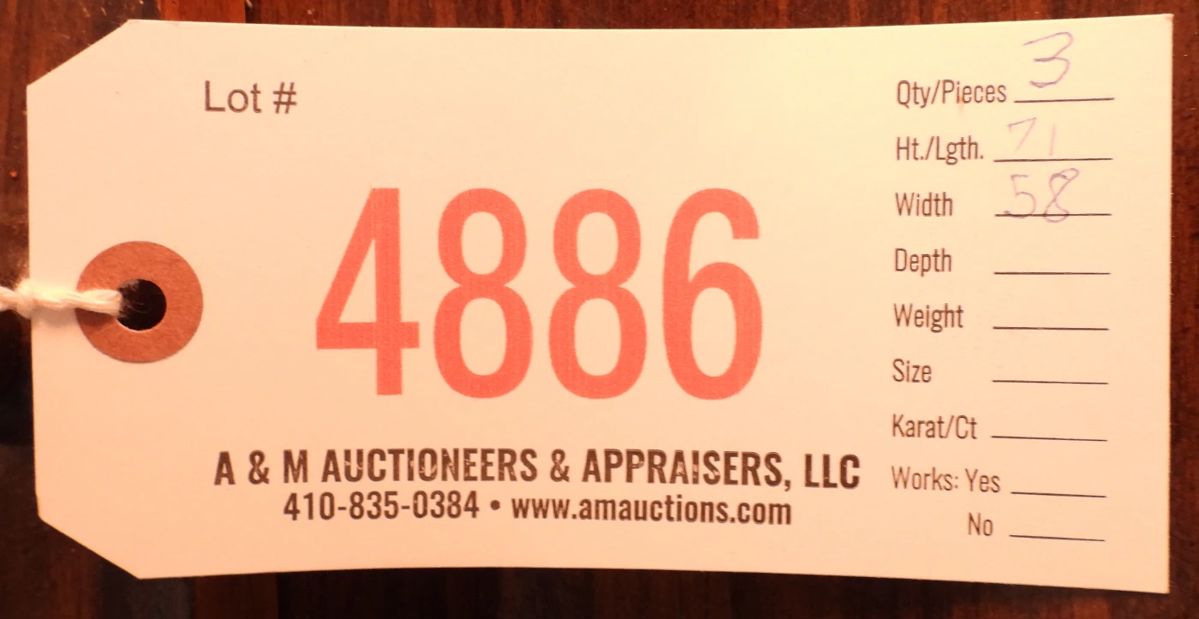 Lot #
4886
A & M AUCTIONEERS & APPRAISERS, LLC
410-835-0384 • www.amauctions.com
Qty/Pieces 3
Ht./Lgth. 71
Width 58
Depth
Weight
Size
Karat/Ct
Works: Yes
No